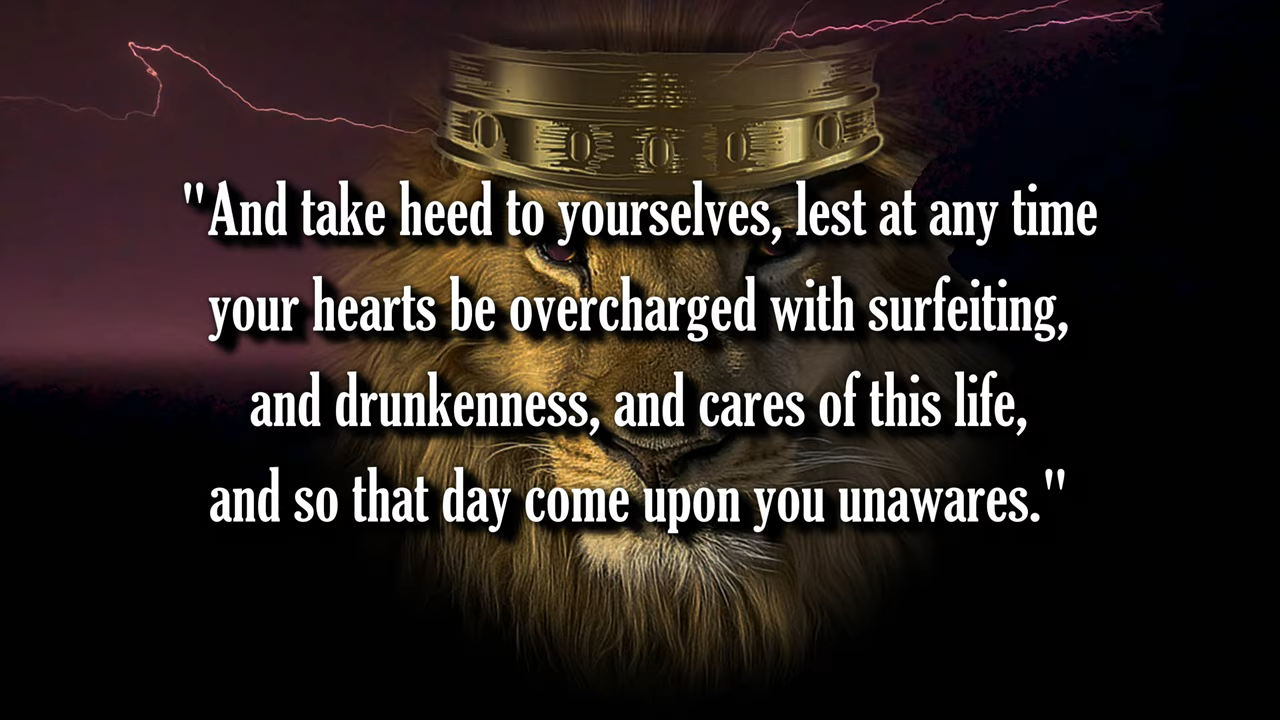 "And take heed to yourselves, lest at any time
your hearts be overcharged with surfeiting,
and drunkenness, and cares of this life,
and so that day come upon you unawares."